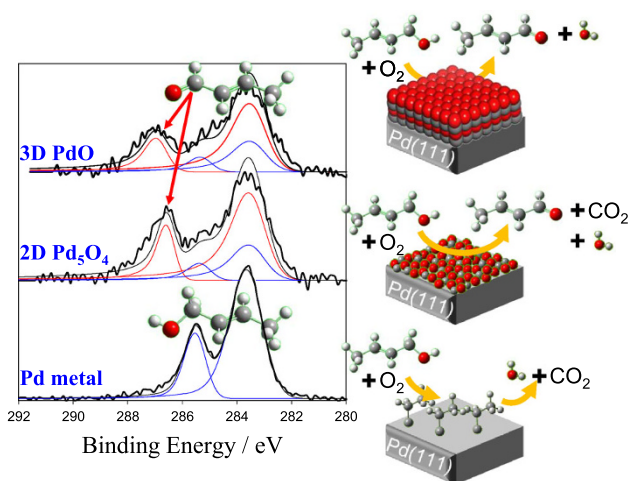 3D PdO
2D Pd₅O₄
Pd metal
292 290 288 286 284 282 280
Binding Energy / eV
+
+ O₂
Pd(111)
+ CO₂
+ O₂
+
Pd(111)
+ O₂
+ CO₂
Pd(111)